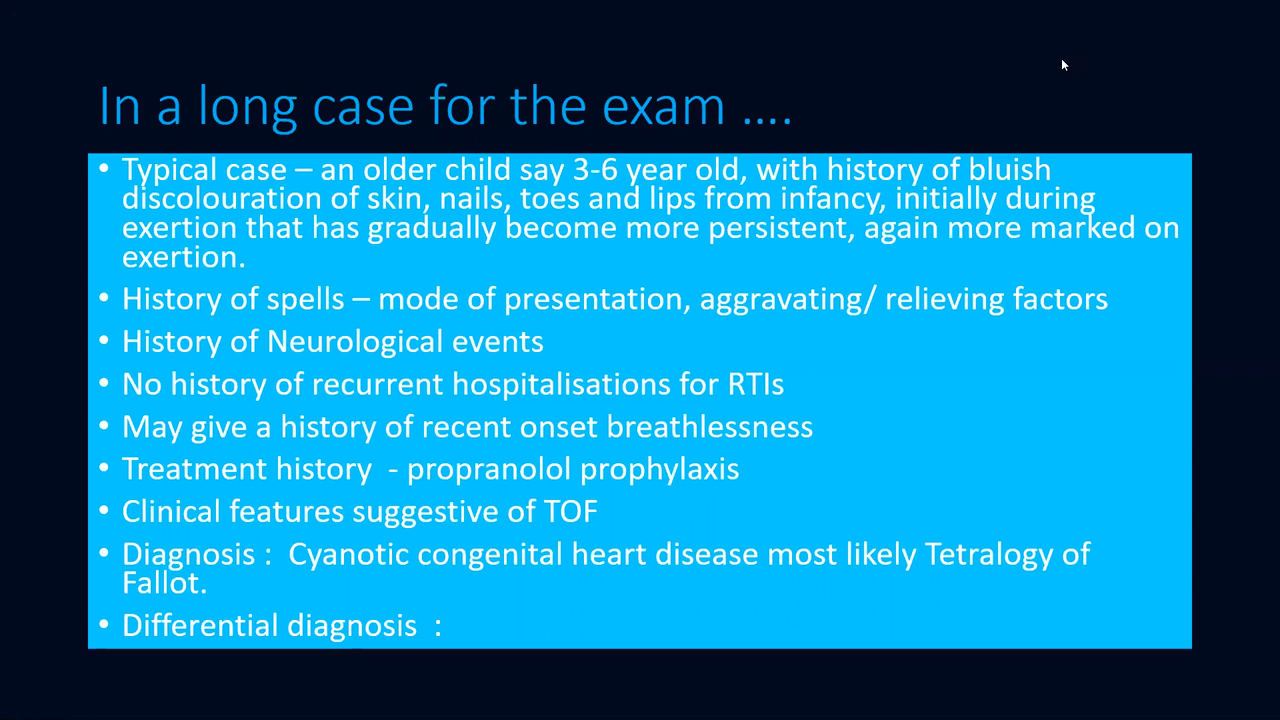 In a long case for the exam ....
• Typical case – an older child say 3-6 year old, with history of bluish
discolouration of skin, nails, toes and lips from infancy, initially during
exertion that has gradually become more persistent, again more marked on
exertion.
• History of spells – mode of presentation, aggravating/ relieving factors
• History of Neurological events
• No history of recurrent hospitalisations for RTIs
• May give a history of recent onset breathlessness
• Treatment history  - propranolol prophylaxis
• Clinical features suggestive of TOF
• Diagnosis :  Cyanotic congenital heart disease most likely Tetralogy of
Fallot.
• Differential diagnosis  :